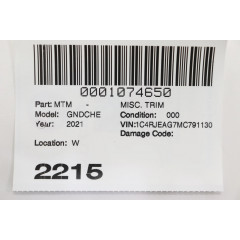 0001074650
Part: MTM - MISC. TRIM
Model: GNDCHE Condition: 000
Year: 2021 VIN:1C4RJEAG7MC791130
Damage Code:
Location: W
2215